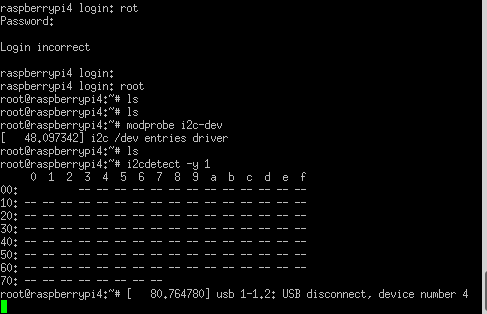 raspberrypi4 login: rot
Password:
Login incorrect
raspberrypi4 login:
raspberrypi4 login: root
root@raspberrypi4:~# ls
root@raspberrypi4:~# ls
root@raspberrypi4:~# modprobe i2c-dev
[   48.097342] i2c /dev entries driver
root@raspberrypi4:~# ls
root@raspberrypi4:~# i2cdetect -y 1
     0  1  2  3  4  5  6  7  8  9  a  b  c  d  e  f
00:          -- -- -- -- -- -- -- -- -- -- -- -- --
10: -- -- -- -- -- -- -- -- -- -- -- -- -- -- -- --
20: -- -- -- -- -- -- -- -- -- -- -- -- -- -- -- --
30: -- -- -- -- -- -- -- -- -- -- -- -- -- -- -- --
40: -- -- -- -- -- -- -- -- -- -- -- -- -- -- -- --
50: -- -- -- -- -- -- -- -- -- -- -- -- -- -- -- --
60: -- -- -- -- -- -- -- -- -- -- -- -- -- -- -- --
70: -- -- -- -- -- -- -- --
root@raspberrypi4:~# [   80.764780] usb 1-1.2: USB disconnect, device number 4